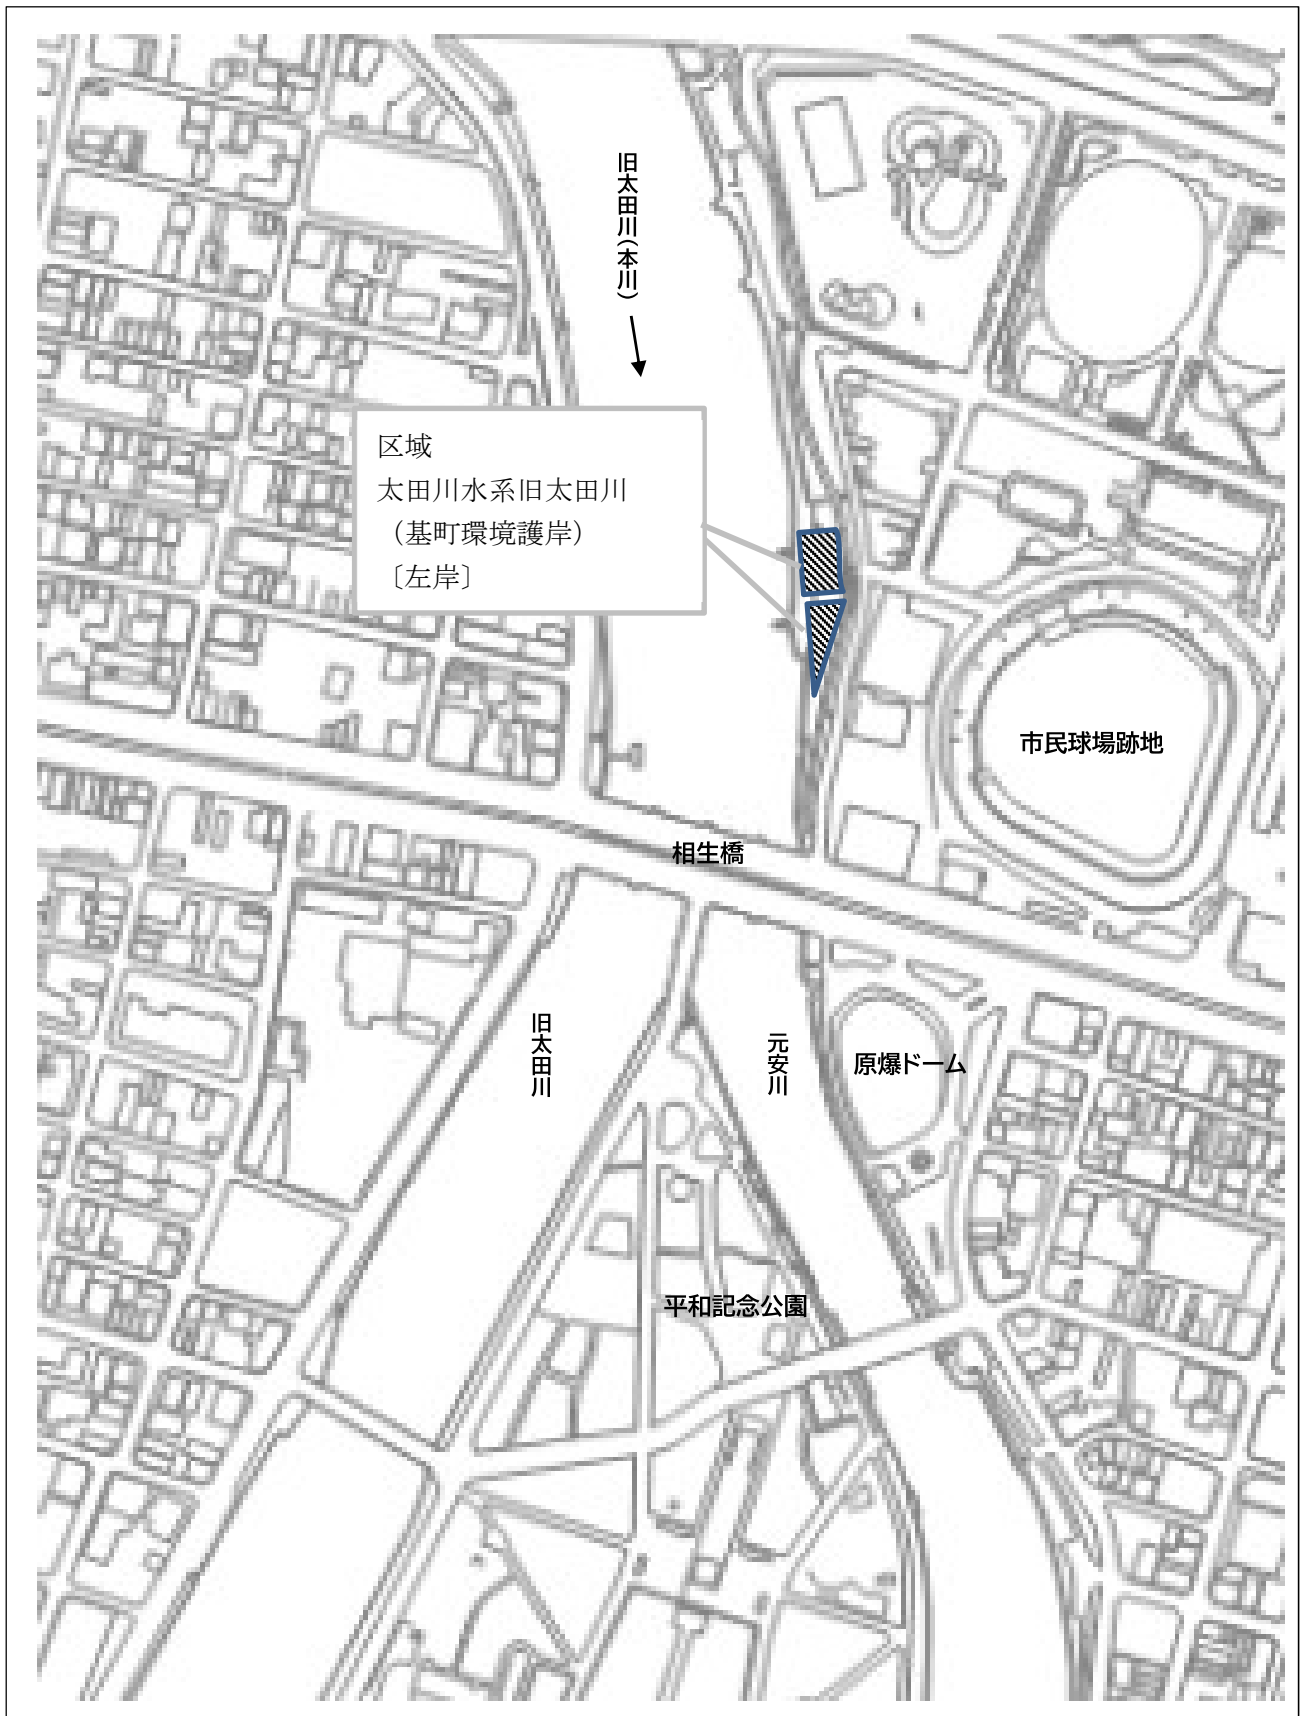 旧太田川(本川)
区域
太田川水系旧太田川
（基町環境護岸）
〔左岸〕
市民球場跡地
相生橋
旧太田川
元安川
原爆ドーム
平和記念公園